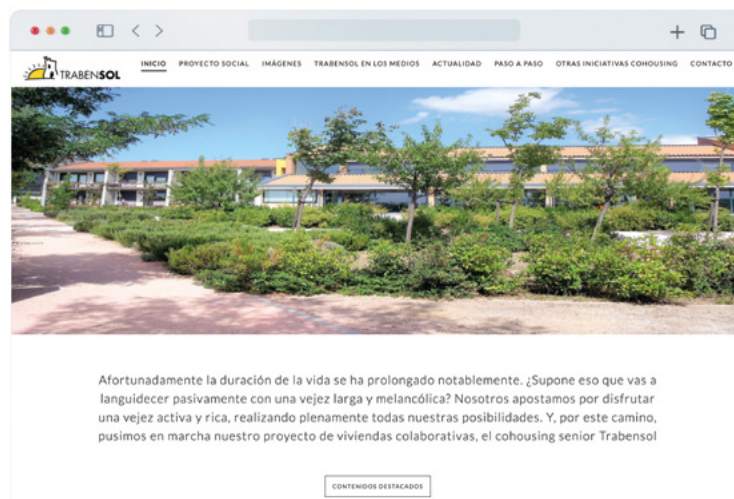 TRABENSOL
INICIO PROYECTO SOCIAL IMÁGENES TRABENSOL EN LOS MEDIOS ACTUALIDAD PASO A PASO OTRAS INICIATIVAS COHOUSING CONTACTO
Afortunadamente la duración de la vida se ha prolongado notablemente. ¿Supone eso que vas a
languidecer pasivamente con una vejez larga y melancólica? Nosotros apostamos por disfrutar
una vejez activa y rica, realizando plenamente todas nuestras posibilidades. Y, por este camino,
pusimos en marcha nuestro proyecto de viviendas colaborativas, el cohousing senior Trabensol
CONTENIDOS DESTACADOS